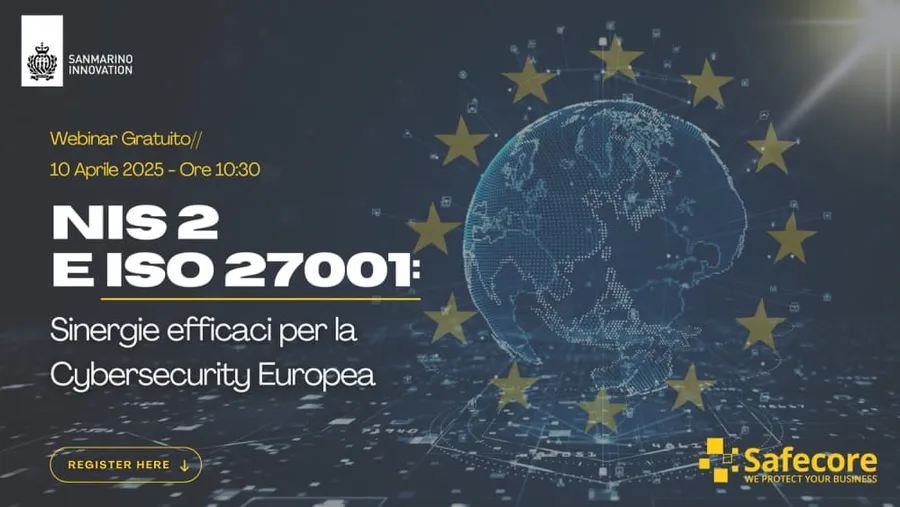 SANMARINO
INNOVATION
Webinar Gratuito//
10 Aprile 2025 - Ore 10:30
NIS 2
E ISO 27001:
Sinergie efficaci per la
Cybersecurity Europea
REGISTER HERE ↓
Safecore
WE PROTECT YOUR BUSINESS